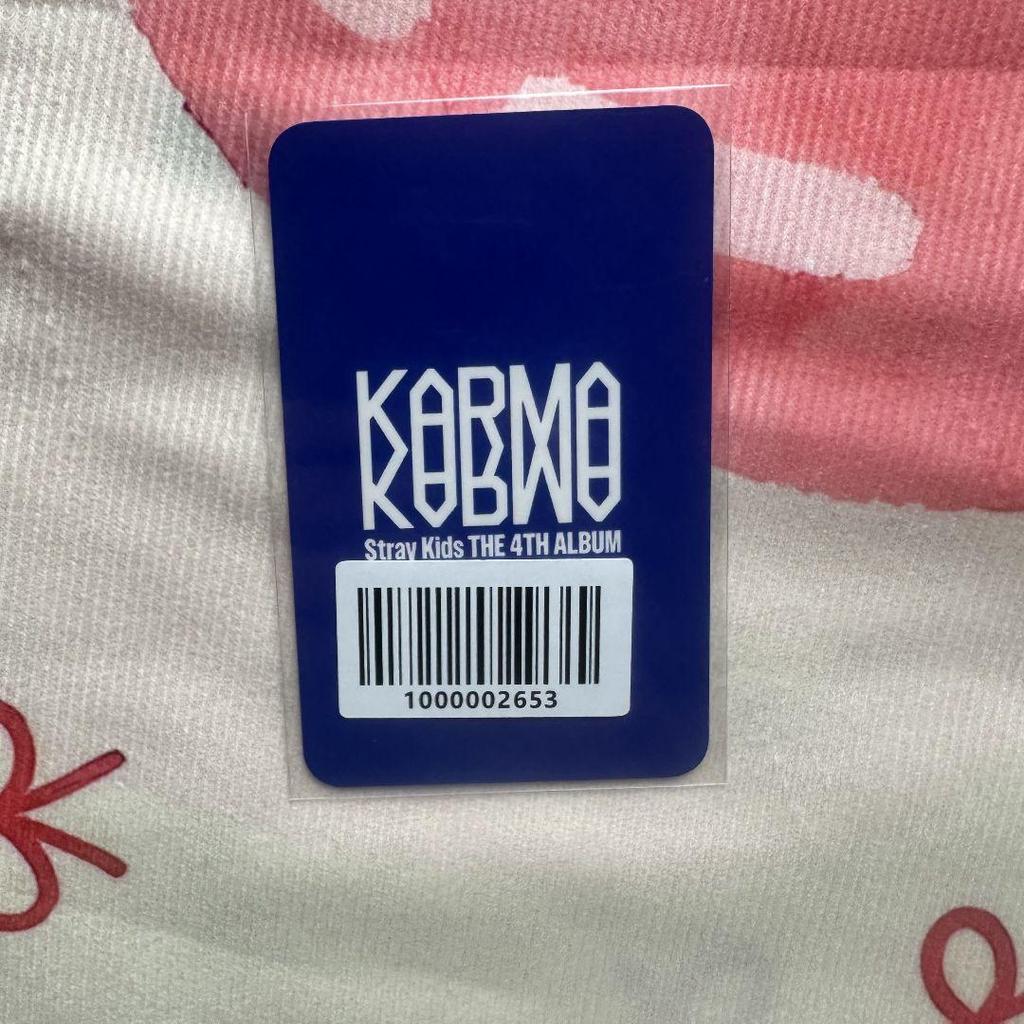 KARMA
Stray Kids THE 4TH ALBUM
1000002653